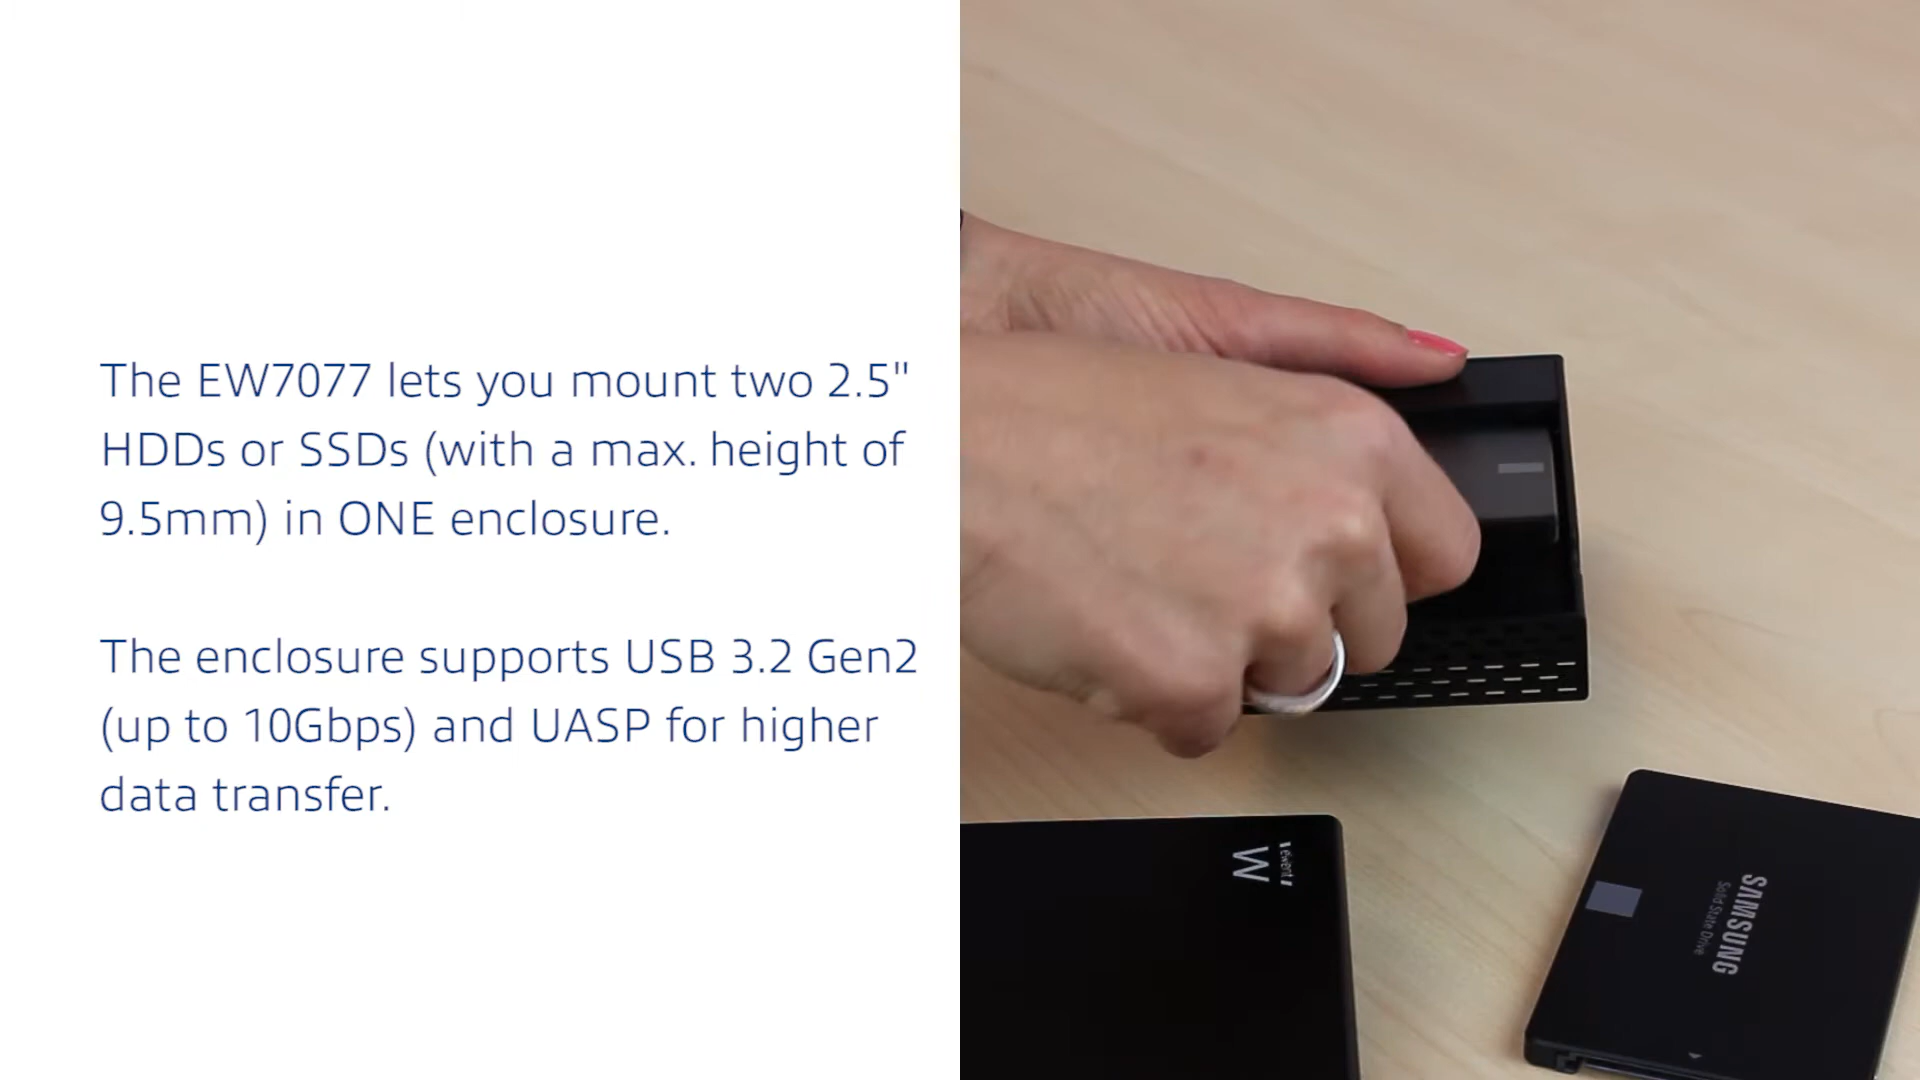 The EW7077 lets you mount two 2.5"
HDDs or SSDs (with a max. height of
9.5mm) in ONE enclosure.
The enclosure supports USB 3.2 Gen2
(up to 10Gbps) and UASP for higher
data transfer.
ewent
W
SAMSUNG
Solid State Drive